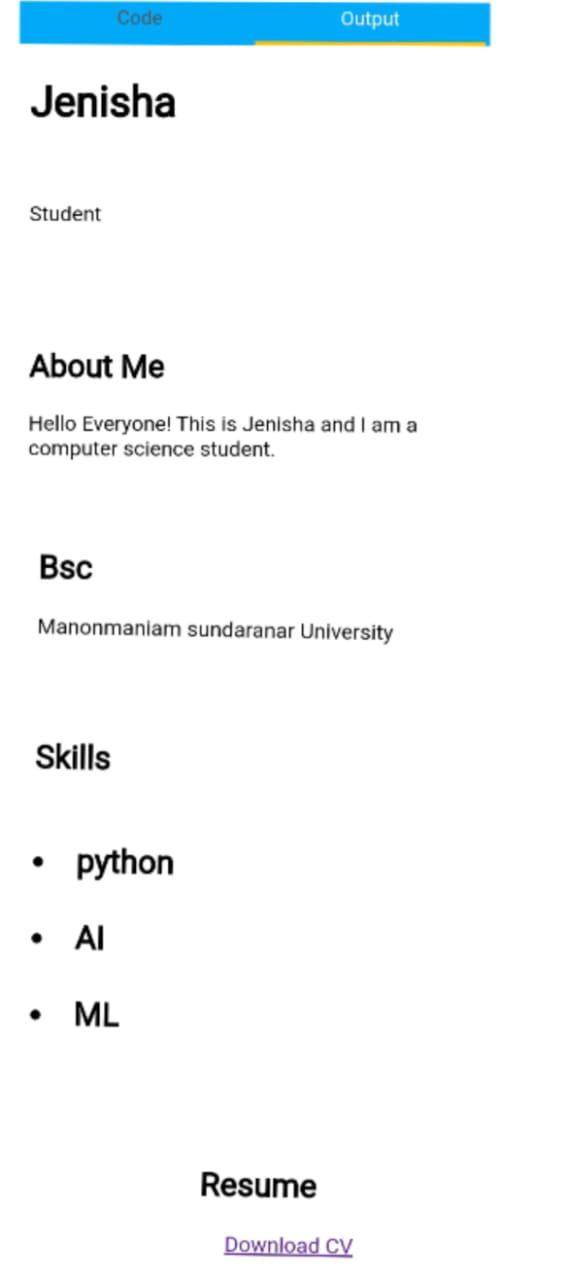 Code Output
Jenisha
Student
About Me
Hello Everyone! This is Jenisha and I am a
computer science student.
Bsc
Manonmaniam sundaranar University
Skills
• python
• AI
• ML
Resume
Download CV